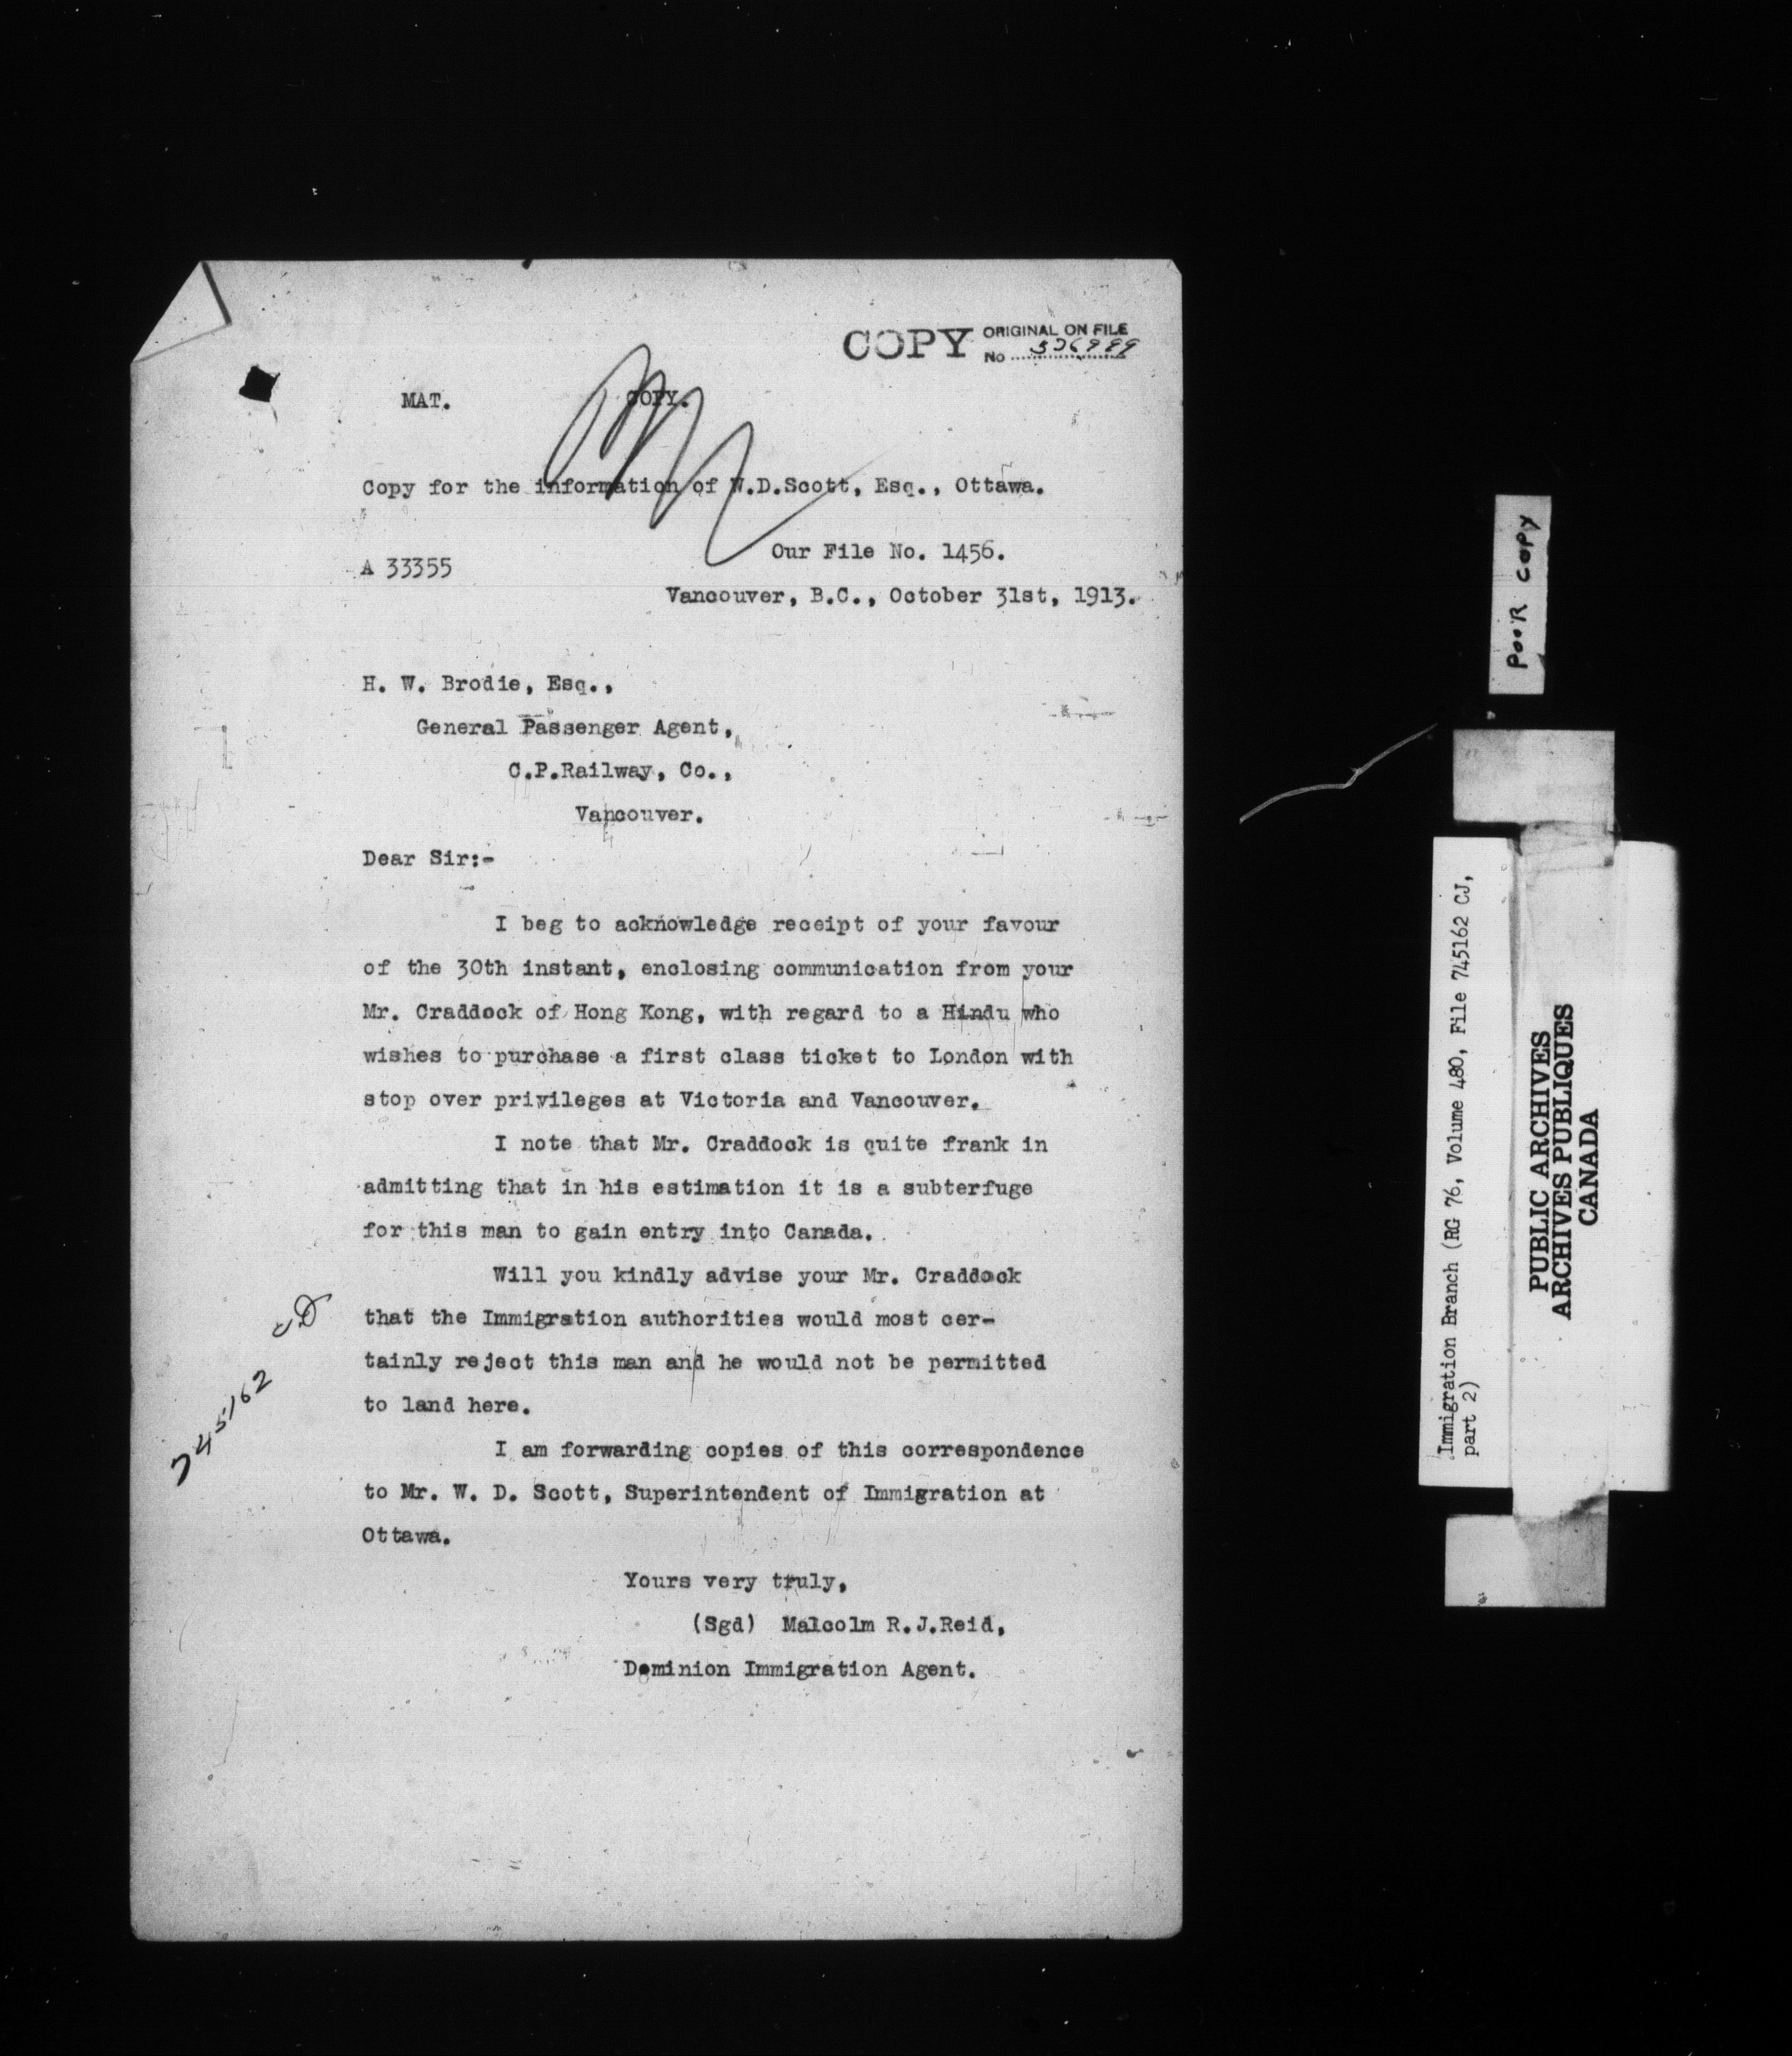 COPY ORIGINAL ON FILE
No 536999
MAT. COPY.
Copy for the information of W.D.Scott, Esq., Ottawa.
Our File No. 1456.
A 33355
Vancouver, B.C., October 31st, 1913.
H. W. Brodie, Esq.,
General Passenger Agent,
C.P.Railway, Co.,
Vancouver.
Dear Sir:-
I beg to acknowledge receipt of your favour
of the 30th instant, enclosing communication from your
Mr. Craddock of Hong Kong, with regard to a Hindu who
wishes to purchase a first class ticket to London with
stop over privileges at Victoria and Vancouver.
I note that Mr. Craddock is quite frank in
admitting that in his estimation it is a subterfuge
for this man to gain entry into Canada.
Will you kindly advise your Mr. Craddock
that the Immigration authorities would most cer-
tainly reject this man and he would not be permitted
to land here.
I am forwarding copies of this correspondence
to Mr. W. D. Scott, Superintendent of Immigration at
Ottawa.
Yours very truly,
(Sgd) Malcolm R.J.Reid,
Dominion Immigration Agent.
745162
POOR COPY
Immigration Branch (RG 76, Volume 480, File 745162 CJ,
part 2)
PUBLIC ARCHIVES
ARCHIVES PUBLIQUES
CANADA